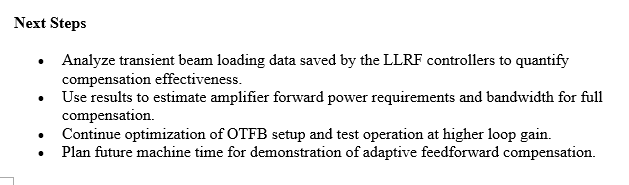 Next Steps
• Analyze transient beam loading data saved by the LLRF controllers to quantify
compensation effectiveness.
• Use results to estimate amplifier forward power requirements and bandwidth for full
compensation.
• Continue optimization of OTFB setup and test operation at higher loop gain.
• Plan future machine time for demonstration of adaptive feedforward compensation.